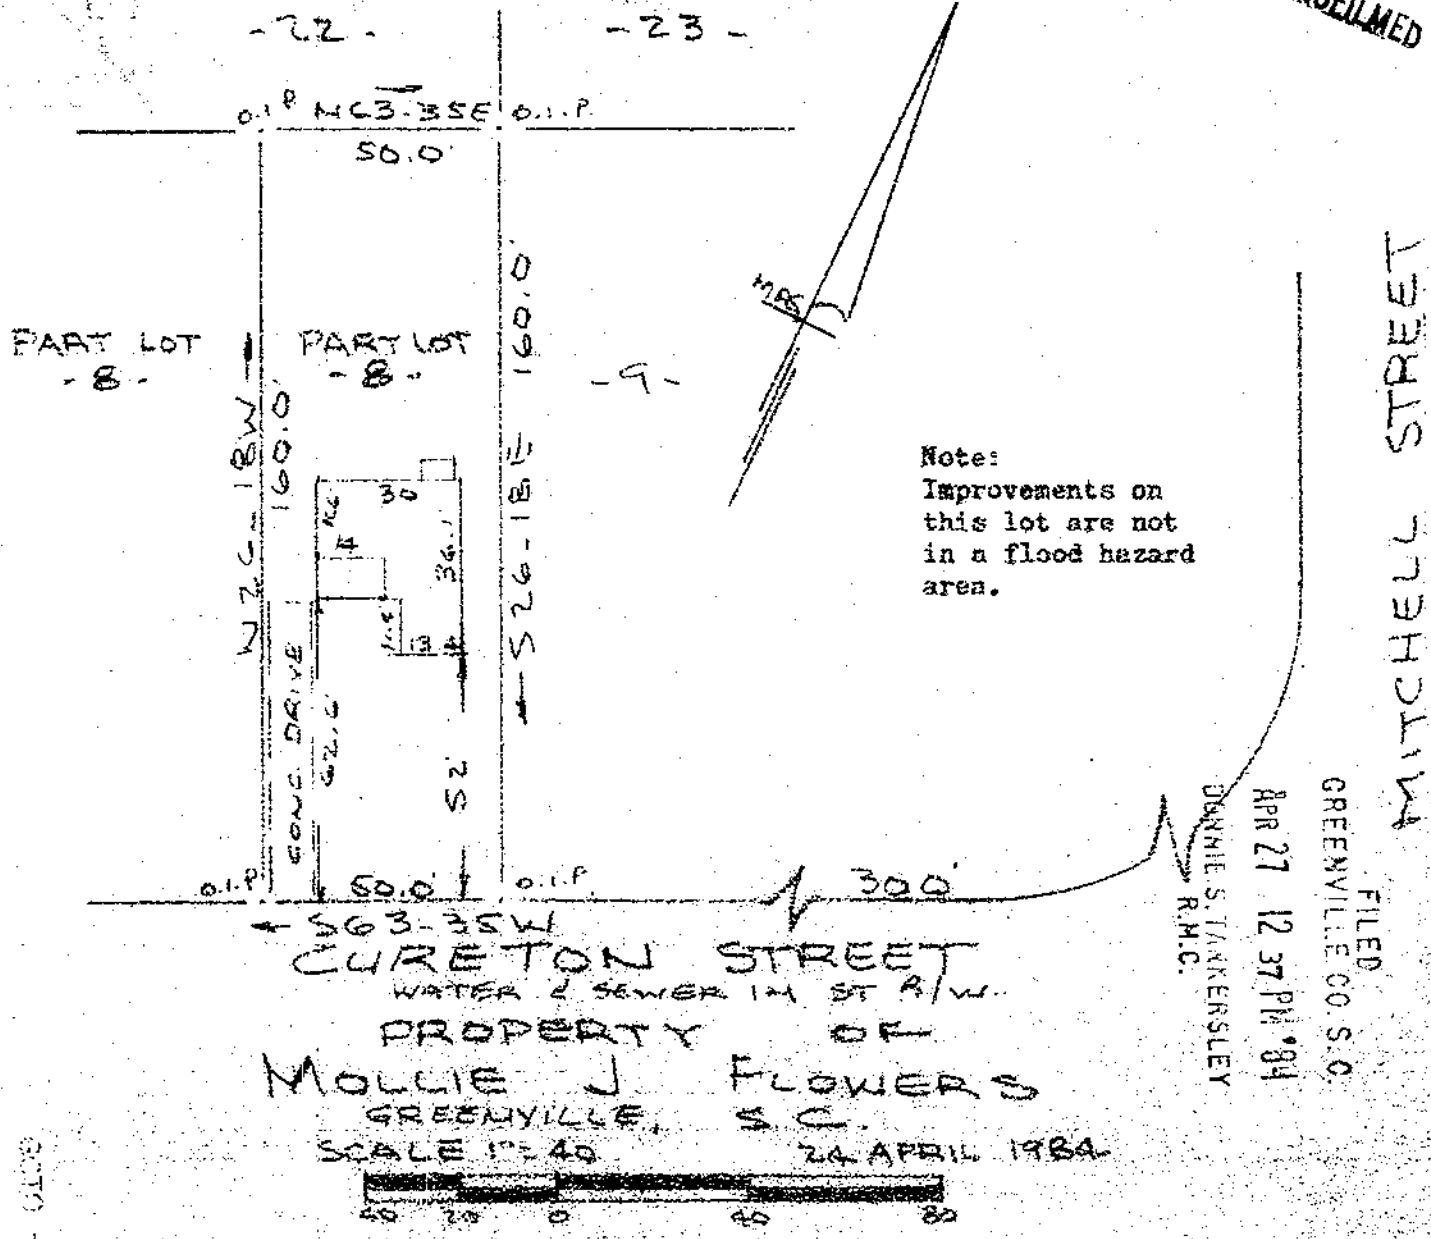 -22-
-23-
O.I.P. N63-35E O.I.P.
50.0'
160.0'
PART LOT
-8-
PART LOT
-8-
-9-
MAG
MITCHELL STREET
160.0'
S26-18E
30
36.1
13
CONC. DRIVE
62.6'
52'
Note:
Improvements on
this lot are not
in a flood hazard
area.
O.I.P. 50.0' O.I.P.
300'
S63-35W
CURETON STREET
WATER & SEWER IN ST R/W
PROPERTY OF
MOLLIE J FLOWERS
GREENVILLE, S.C.
SCALE 1"=40
24 APRIL 1984
40 20 0 40 80
FILED
GREENVILLE CO. S.C.
APR 27 12 37 PM '84
DONNIE S. TANKERSLEY
R.M.C.